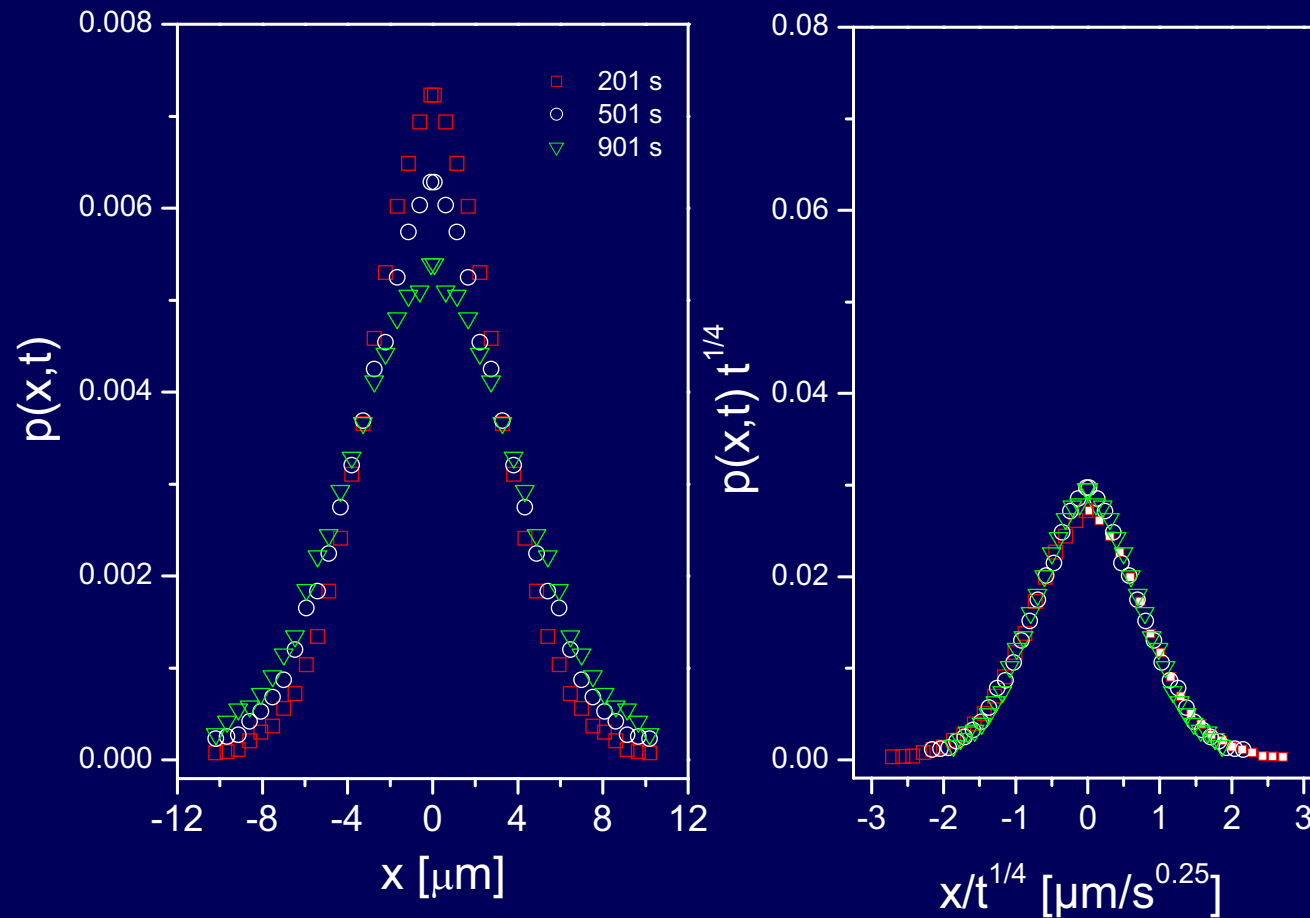 0.008
0.006
0.004
0.002
0.000
p(x,t)
201 s
501 s
901 s
-12 -8 -4 0 4 8 12
x [μm]
0.08
0.06
0.04
0.02
0.00
p(x,t) t^1/4
-3 -2 -1 0 1 2 3
x/t^1/4 [μm/s^0.25]